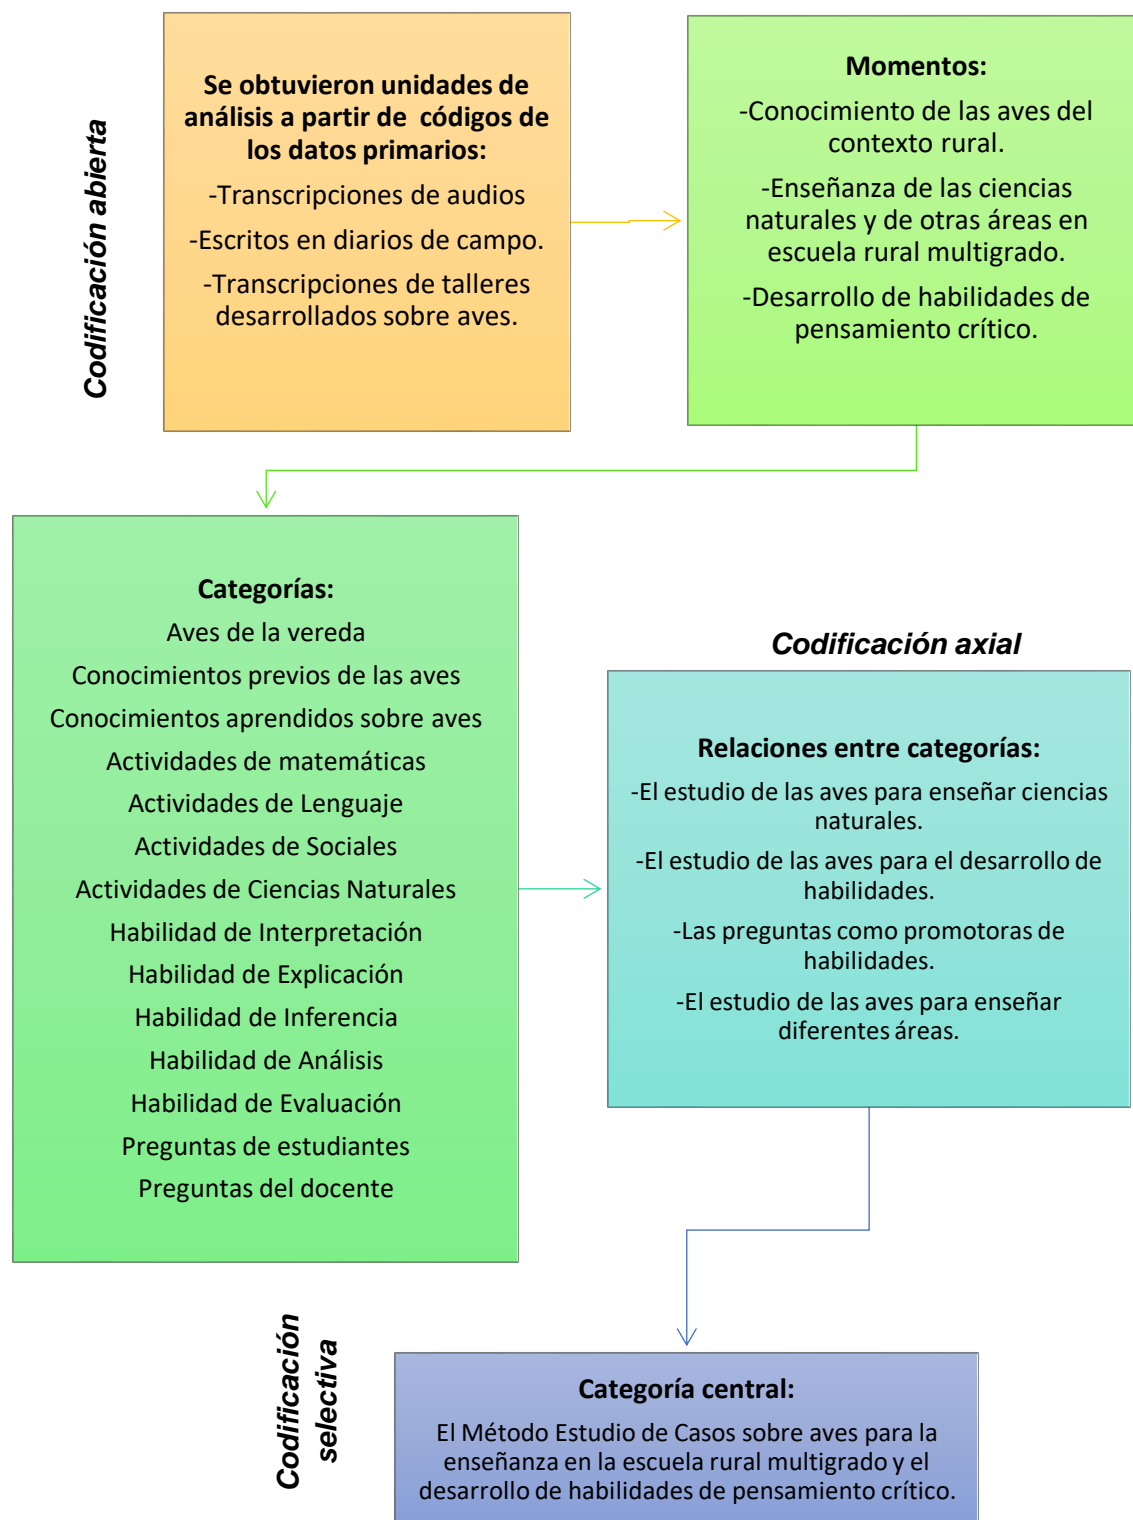 Codificación abierta
Se obtuvieron unidades de
análisis a partir de códigos de
los datos primarios:
-Transcripciones de audios
-Escritos en diarios de campo.
-Transcripciones de talleres
desarrollados sobre aves.
Momentos:
-Conocimiento de las aves del
contexto rural.
-Enseñanza de las ciencias
naturales y de otras áreas en
escuela rural multigrado.
-Desarrollo de habilidades de
pensamiento crítico.
Categorías:
Aves de la vereda
Conocimientos previos de las aves
Conocimientos aprendidos sobre aves
Actividades de matemáticas
Actividades de Lenguaje
Actividades de Sociales
Actividades de Ciencias Naturales
Habilidad de Interpretación
Habilidad de Explicación
Habilidad de Inferencia
Habilidad de Análisis
Habilidad de Evaluación
Preguntas de estudiantes
Preguntas del docente
Codificación axial
Relaciones entre categorías:
-El estudio de las aves para enseñar ciencias
naturales.
-El estudio de las aves para el desarrollo de
habilidades.
-Las preguntas como promotoras de
habilidades.
-El estudio de las aves para enseñar
diferentes áreas.
Codificación
selectiva
Categoría central:
El Método Estudio de Casos sobre aves para la
enseñanza en la escuela rural multigrado y el
desarrollo de habilidades de pensamiento crítico.